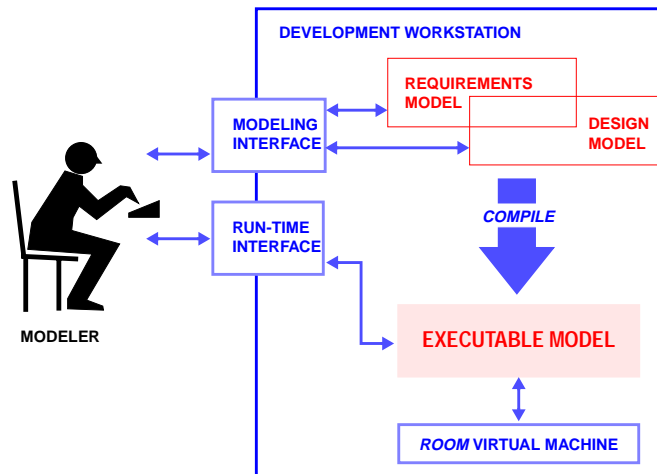 DEVELOPMENT WORKSTATION
REQUIREMENTS
MODEL
MODELING
INTERFACE
DESIGN
MODEL
COMPILE
RUN-TIME
INTERFACE
MODELER
EXECUTABLE MODEL
ROOM VIRTUAL MACHINE